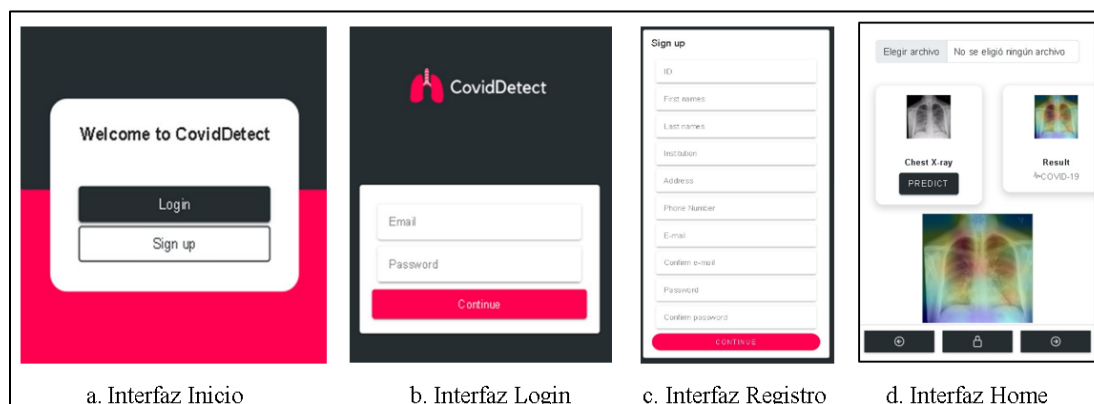 Welcome to CovidDetect
Login
Sign up
CovidDetect
Email
Password
Continue
Sign up
ID
First names
Last names
Institution
Address
Phone Number
E-mail
Confirm e-mail
Password
Confirm password
CONTINUE
Elegir archivo No se eligió ningún archivo
Chest X-ray
PREDICT
Result
COVID-19
a. Interfaz Inicio
b. Interfaz Login
c. Interfaz Registro
d. Interfaz Home